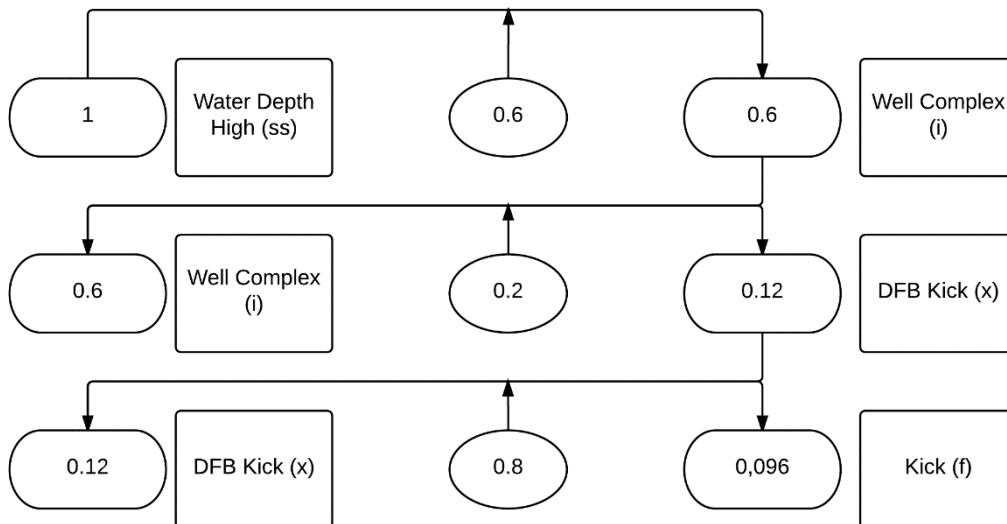 1
Water Depth
High (ss)
0.6
0.6
Well Complex
(i)
0.6
Well Complex
(i)
0.2
0.12
DFB Kick (x)
0.12
DFB Kick (x)
0.8
0,096
Kick (f)